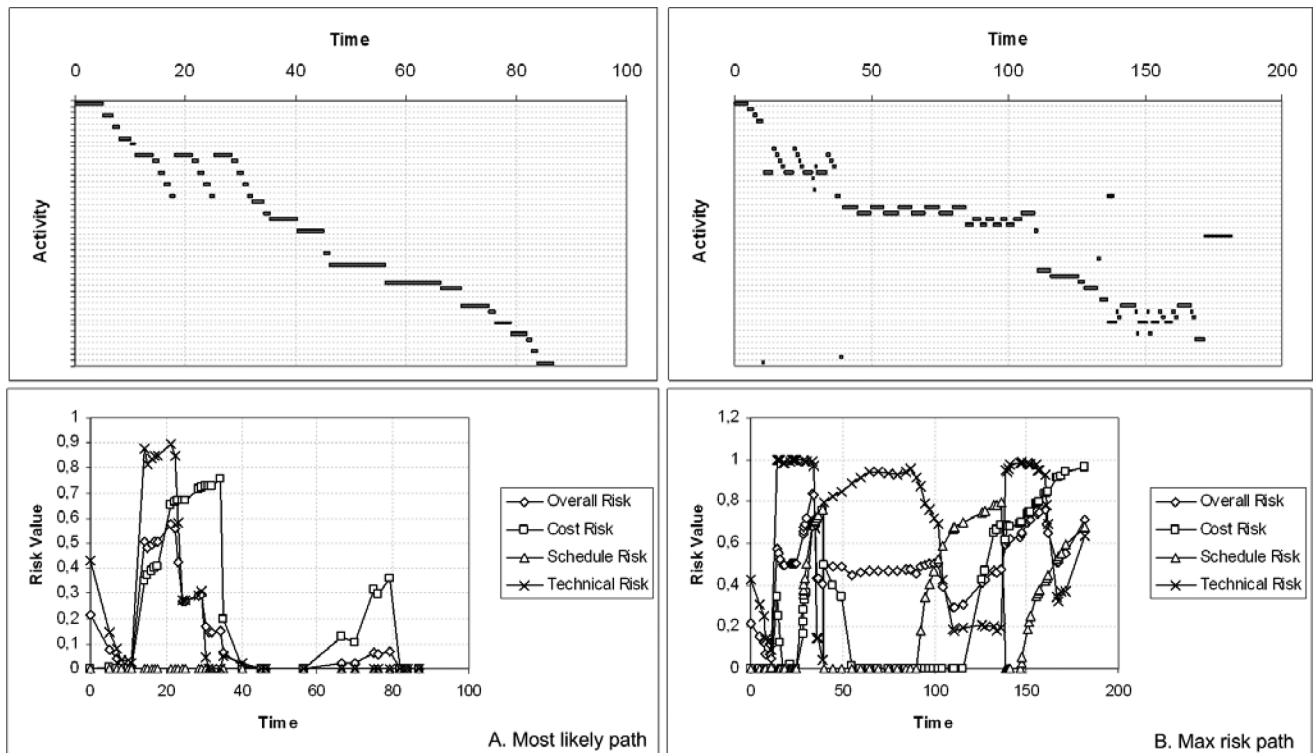 Time
0 20 40 60 80 100
Activity
Time
0 50 100 150 200
Activity
Risk Value
1
0,9
0,8
0,7
0,6
0,5
0,4
0,3
0,2
0,1
0
0 20 40 60 80 100
Time
Overall Risk
Cost Risk
Schedule Risk
Technical Risk
A. Most likely path
Risk Value
1,2
1
0,8
0,6
0,4
0,2
0
0 50 100 150 200
Time
Overall Risk
Cost Risk
Schedule Risk
Technical Risk
B. Max risk path